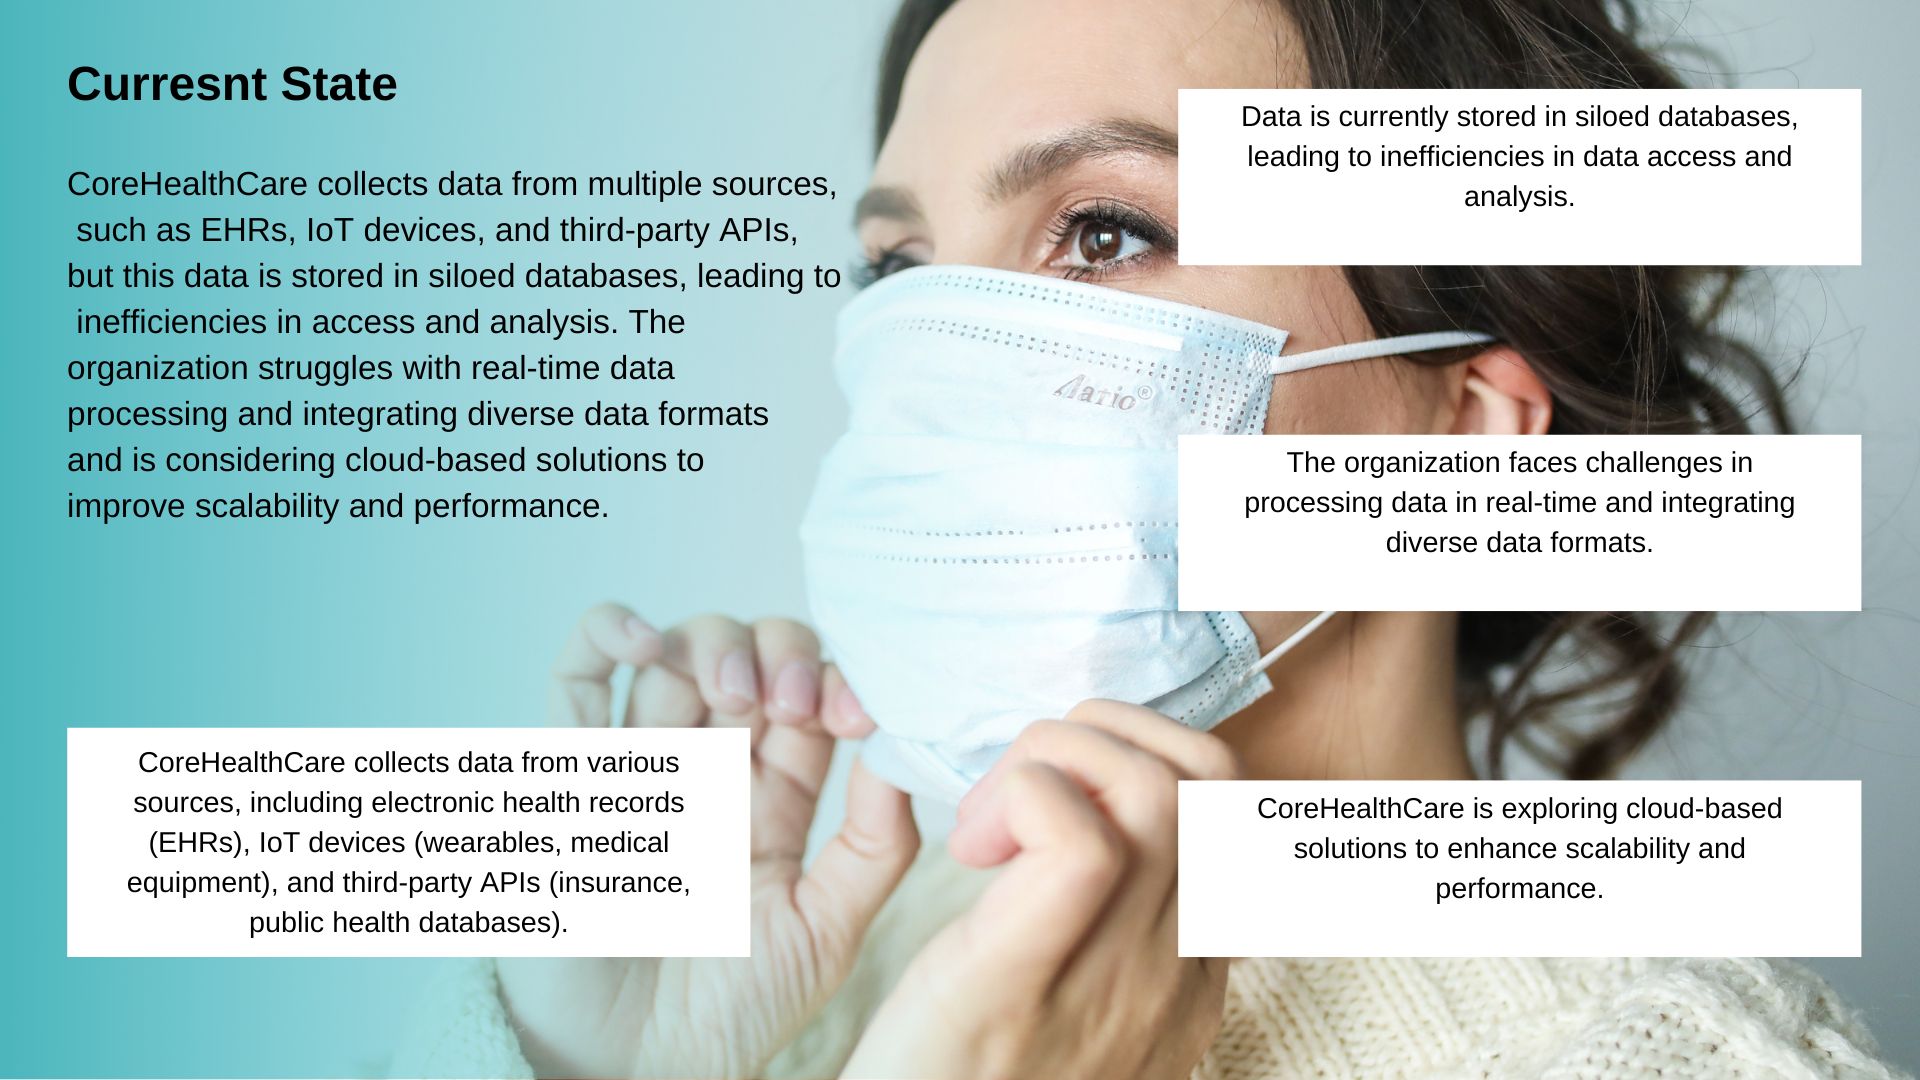 Curresnt State
CoreHealthCare collects data from multiple sources,
such as EHRs, IoT devices, and third-party APIs,
but this data is stored in siloed databases, leading to
inefficiencies in access and analysis. The
organization struggles with real-time data
processing and integrating diverse data formats
and is considering cloud-based solutions to
improve scalability and performance.
CoreHealthCare collects data from various
sources, including electronic health records
(EHRs), IoT devices (wearables, medical
equipment), and third-party APIs (insurance,
public health databases).
Data is currently stored in siloed databases,
leading to inefficiencies in data access and
analysis.
The organization faces challenges in
processing data in real-time and integrating
diverse data formats.
CoreHealthCare is exploring cloud-based
solutions to enhance scalability and
performance.